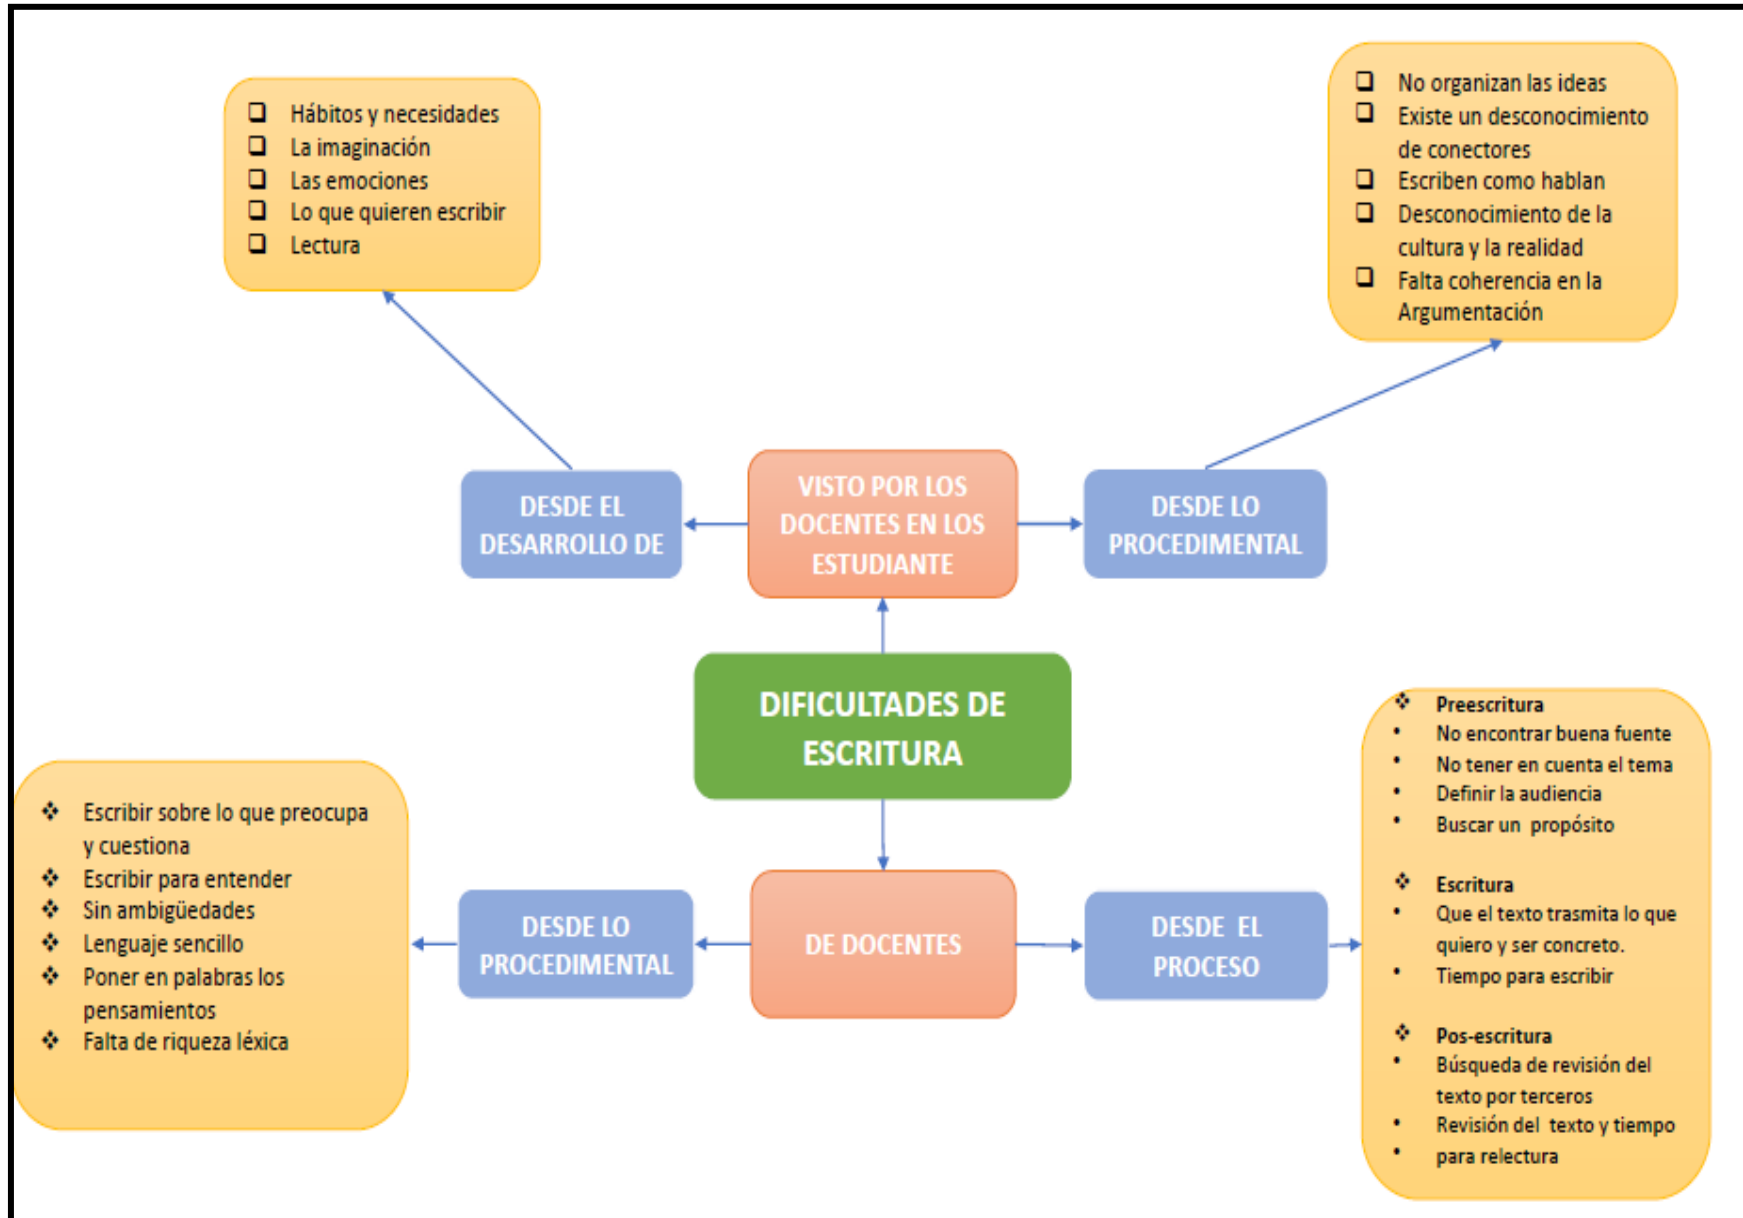 Hábitos y necesidades
La imaginación
Las emociones
Lo que quieren escribir
Lectura
No organizan las ideas
Existe un desconocimiento
de conectores
Escriben como hablan
Desconocimiento de la
cultura y la realidad
Falta coherencia en la
Argumentación
DESDE EL
DESARROLLO DE
VISTO POR LOS
DOCENTES EN LOS
ESTUDIANTE
DESDE LO
PROCEDIMENTAL
DIFICULTADES DE
ESCRITURA
Escribir sobre lo que preocupa
y cuestiona
Escribir para entender
Sin ambigüedades
Lenguaje sencillo
Poner en palabras los
pensamientos
Falta de riqueza léxica
DESDE LO
PROCEDIMENTAL
DE DOCENTES
DESDE EL
PROCESO
Preescritura
No encontrar buena fuente
No tener en cuenta el tema
Definir la audiencia
Buscar un propósito
Escritura
Que el texto trasmita lo que
quiero y ser concreto.
Tiempo para escribir
Pos-escritura
Búsqueda de revisión del
texto por terceros
Revisión del texto y tiempo
para relectura